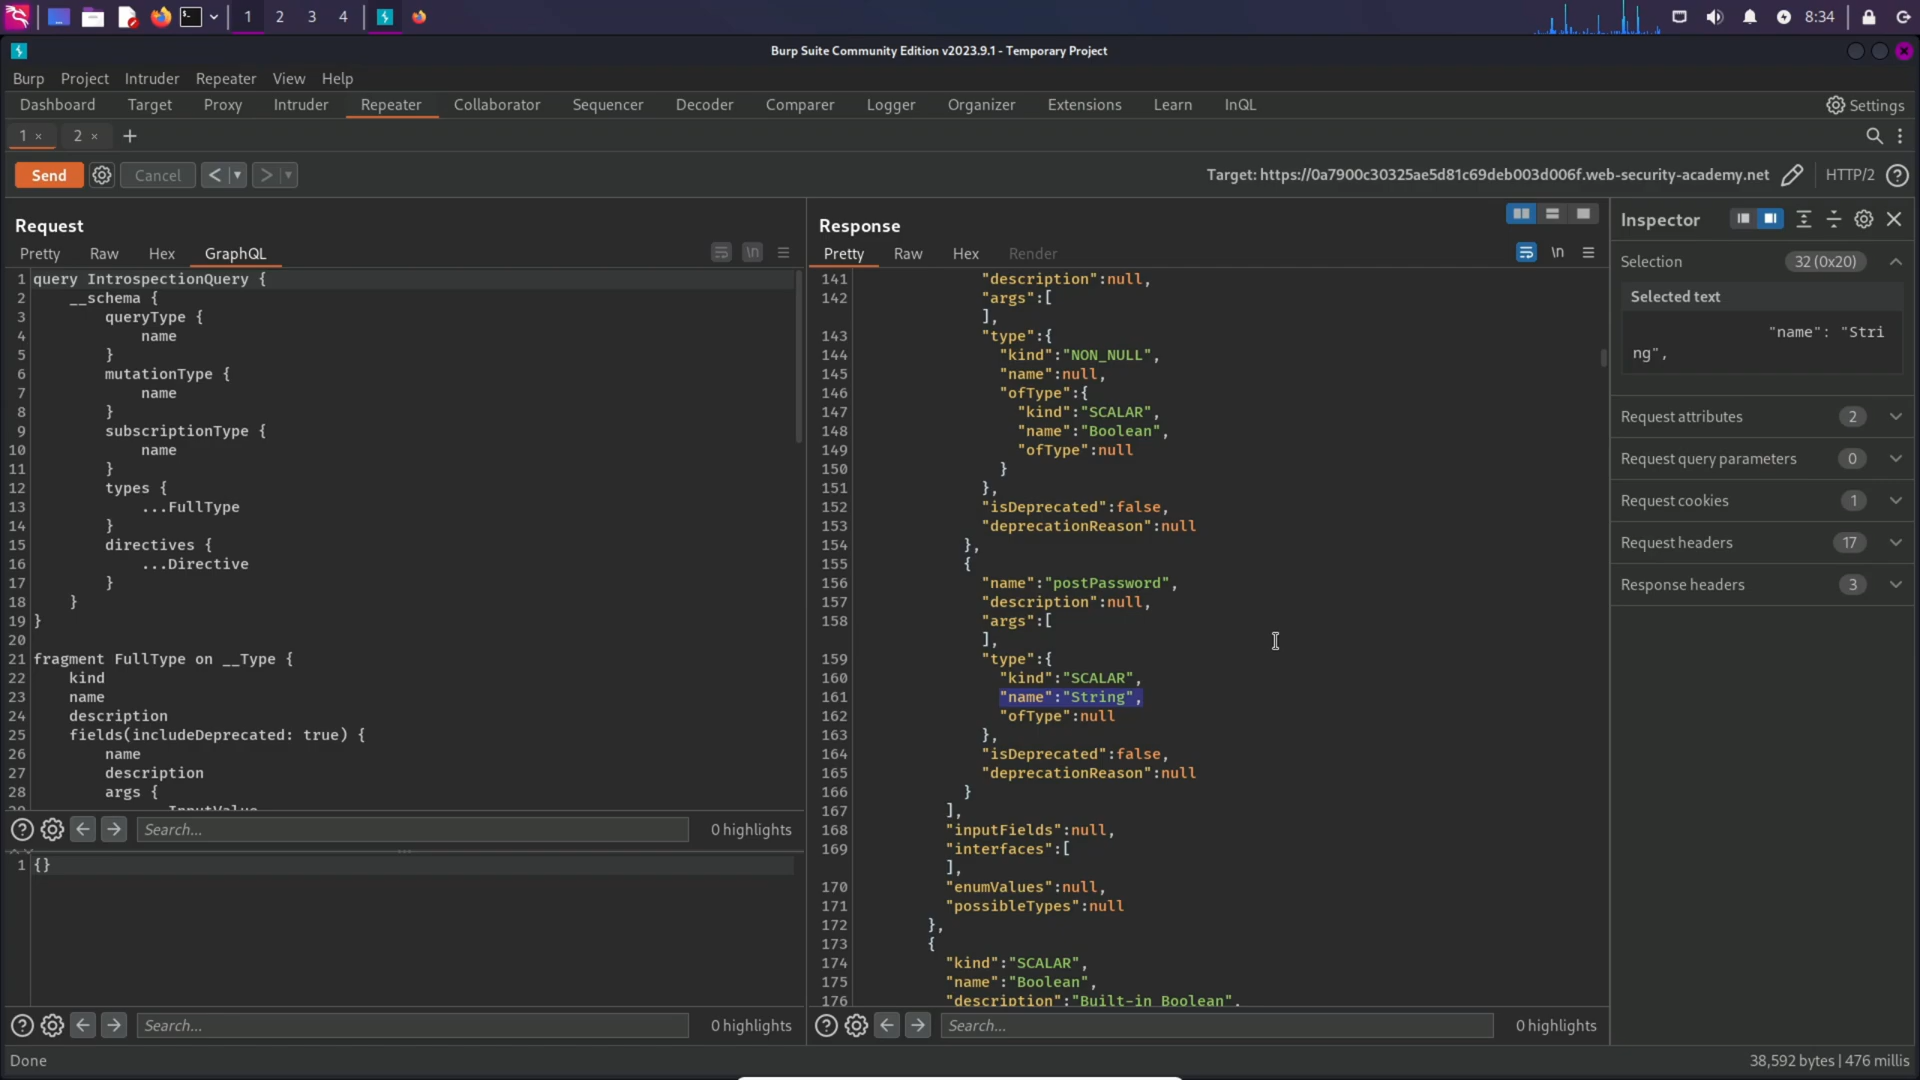 1 2 3 4 8:34
Burp Suite Community Edition v2023.9.1 - Temporary Project
Burp Project Intruder Repeater View Help
Dashboard Target Proxy Intruder Repeater Collaborator Sequencer Decoder Comparer Logger Organizer Extensions Learn InQL Settings
1 × 2 × +
Send Cancel < > Target: https://0a7900c30325ae5d81c69deb003d006f.web-security-academy.net HTTP/2 ?
Request
Pretty Raw Hex GraphQL \n
1 query IntrospectionQuery {
2 __schema {
3 queryType {
4 name
5 }
6 mutationType {
7 name
8 }
9 subscriptionType {
10 name
11 }
12 types {
13 ...FullType
14 }
15 directives {
16 ...Directive
17 }
18 }
19 }
20
21 fragment FullType on __Type {
22 kind
23 name
24 description
25 fields(includeDeprecated: true) {
26 name
27 description
28 args {
? Search... 0 highlights
1 {}
? Search... 0 highlights
Response
Pretty Raw Hex Render \n
141 "description":null,
142 "args":[
],
143 "type":{
144 "kind":"NON_NULL",
145 "name":null,
146 "ofType":{
147 "kind":"SCALAR",
148 "name":"Boolean",
149 "ofType":null
150 }
151 },
152 "isDeprecated":false,
153 "deprecationReason":null
154 },
155 {
156 "name":"postPassword",
157 "description":null,
158 "args":[
],
159 "type":{
160 "kind":"SCALAR",
161 "name":"String",
162 "ofType":null
163 },
164 "isDeprecated":false,
165 "deprecationReason":null
166 }
167 ],
168 "inputFields":null,
169 "interfaces":[
],
170 "enumValues":null,
171 "possibleTypes":null
172 },
173 {
174 "kind":"SCALAR",
175 "name":"Boolean",
176 "description":"Built-in Boolean",
? Search... 0 highlights
Inspector
Selection 32 (0x20)
Selected text
"name": "Stri
ng",
Request attributes 2
Request query parameters 0
Request cookies 1
Request headers 17
Response headers 3
Done 38,592 bytes | 476 millis